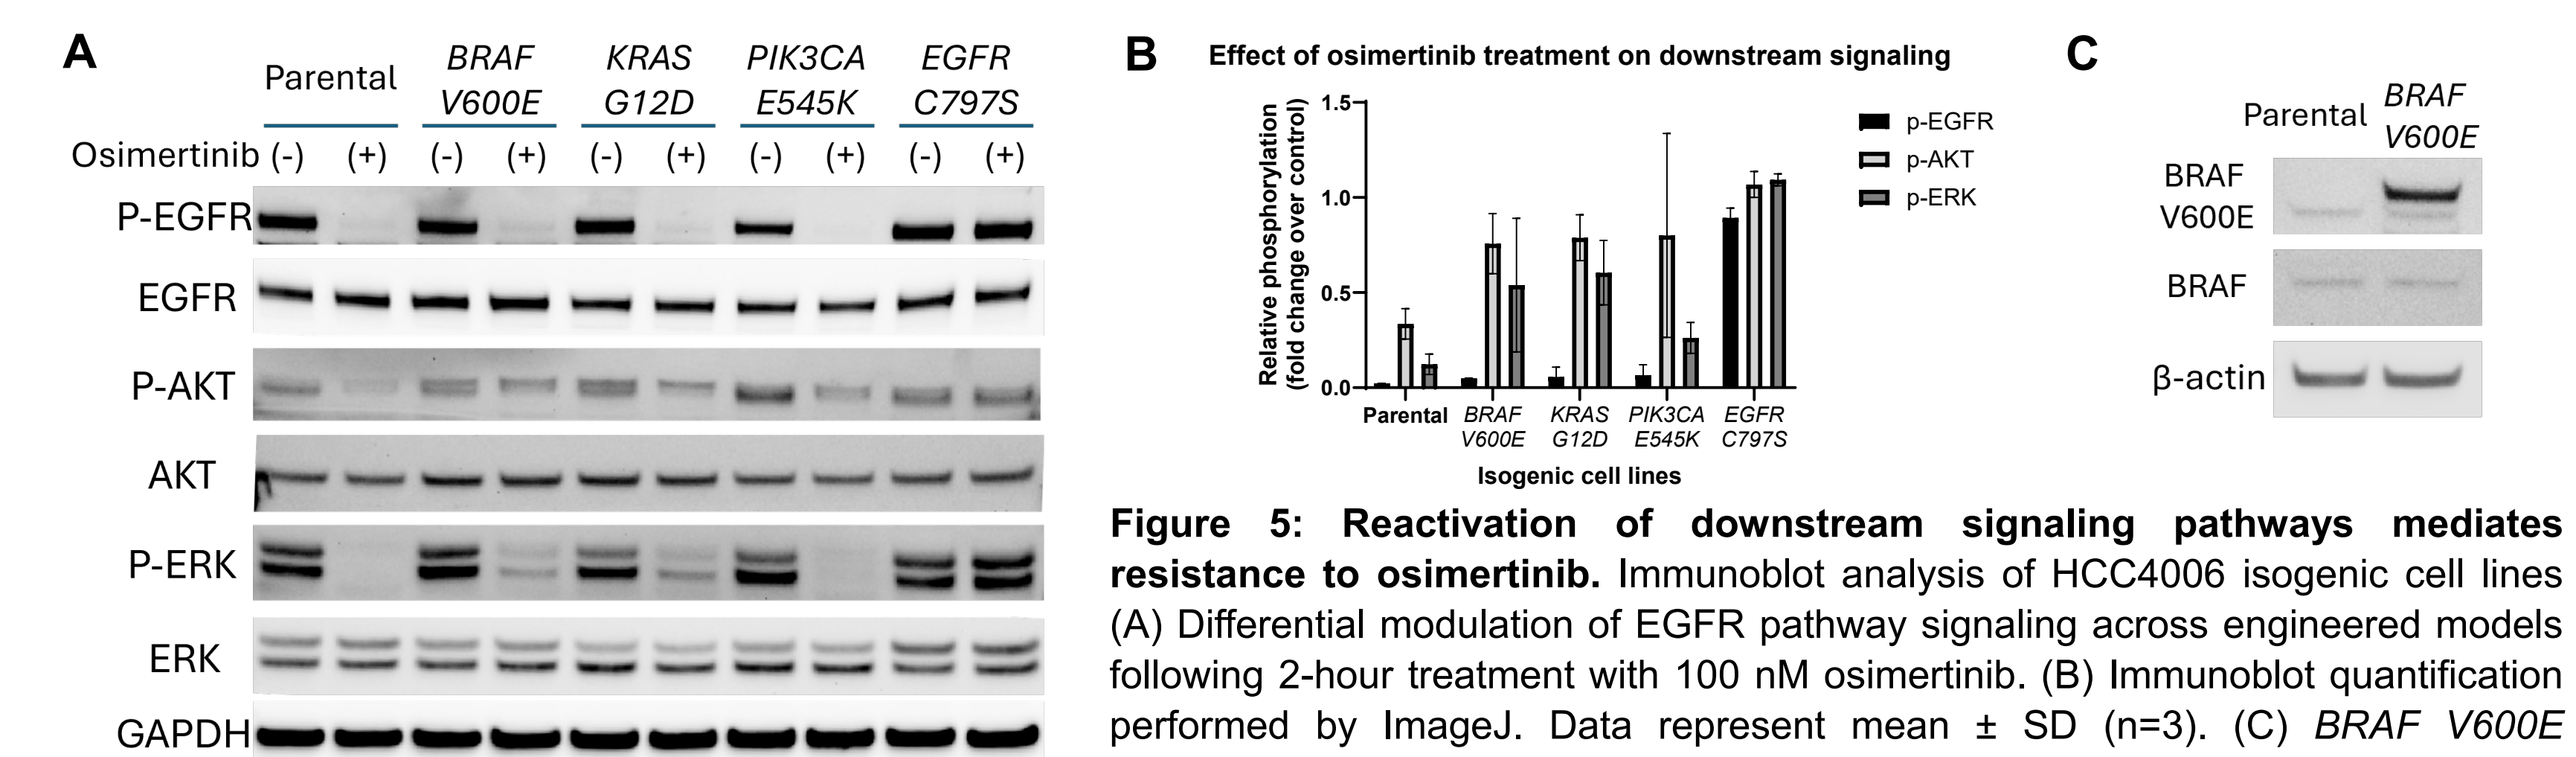 A
Parental
BRAF
V600E
KRAS
G12D
PIK3CA
E545K
EGFR
C797S
Osimertinib (-) (+) (-) (+) (-) (+) (-) (+) (-) (+)
P-EGFR
EGFR
P-AKT
AKT
P-ERK
ERK
GAPDH
B
Effect of osimertinib treatment on downstream signaling
Relative phosphorylation
(fold change over control)
1.5
1.0
0.5
0.0
Parental
BRAF
V600E
KRAS
G12D
PIK3CA
E545K
EGFR
C797S
Isogenic cell lines
p-EGFR
p-AKT
p-ERK
C
Parental
BRAF
V600E
BRAF
V600E
BRAF
β-actin
Figure 5: Reactivation of downstream signaling pathways mediates
resistance to osimertinib. Immunoblot analysis of HCC4006 isogenic cell lines
(A) Differential modulation of EGFR pathway signaling across engineered models
following 2-hour treatment with 100 nM osimertinib. (B) Immunoblot quantification
performed by ImageJ. Data represent mean ± SD (n=3). (C) BRAF V600E